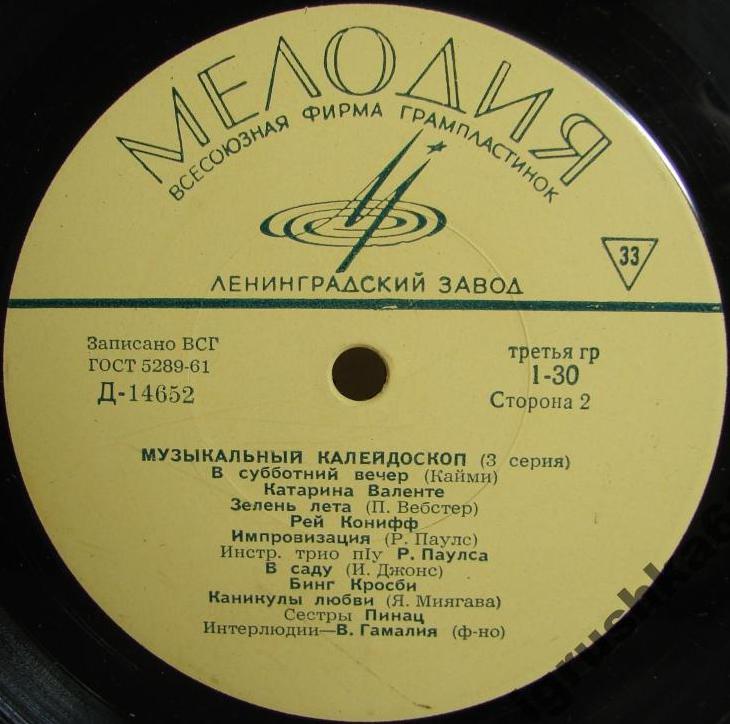 МЕЛОДИЯ
ВСЕСОЮЗНАЯ ФИРМА ГРАМПЛАСТИНОК
ЛЕНИНГРАДСКИЙ ЗАВОД
33
Записано ВСГ
ГОСТ 5289-61
Д-14652
третья гр
1-30
Сторона 2
МУЗЫКАЛЬНЫЙ КАЛЕЙДОСКОП (3 серия)
В субботний вечер (Кайми)
Катарина Валенте
Зелень лета (П. Вебстер)
Рей Конифф
Импровизация (Р. Паулс)
Инстр. трио п/у Р. Паулса
В саду (И. Джонс)
Бинг Кросби
Каникулы любви (Я. Миягава)
Сестры Пинац
Интерлюдии—В. Гамалия (ф-но)
igrushka6